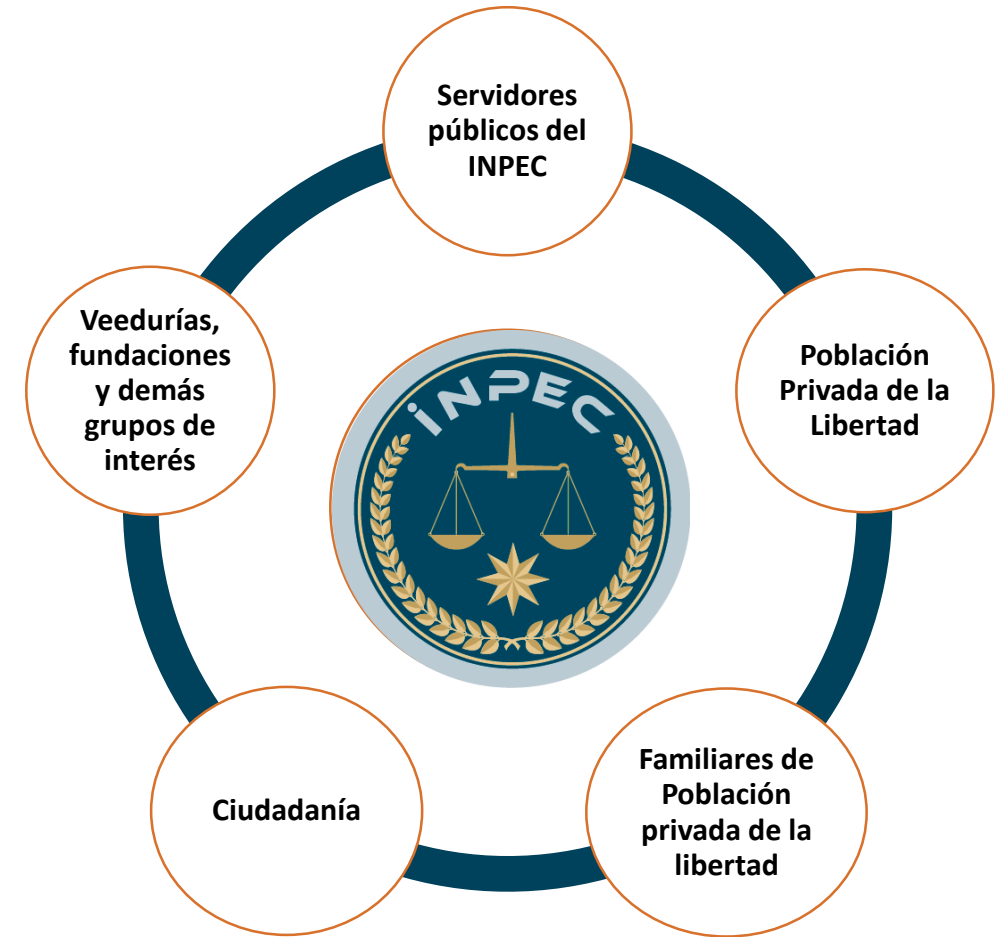 Servidores
públicos del
INPEC
Veedurías,
fundaciones
y demás
grupos de
interés
Población
Privada de la
Libertad
iNPEC
Ciudadanía
Familiares de
Población
privada de la
libertad